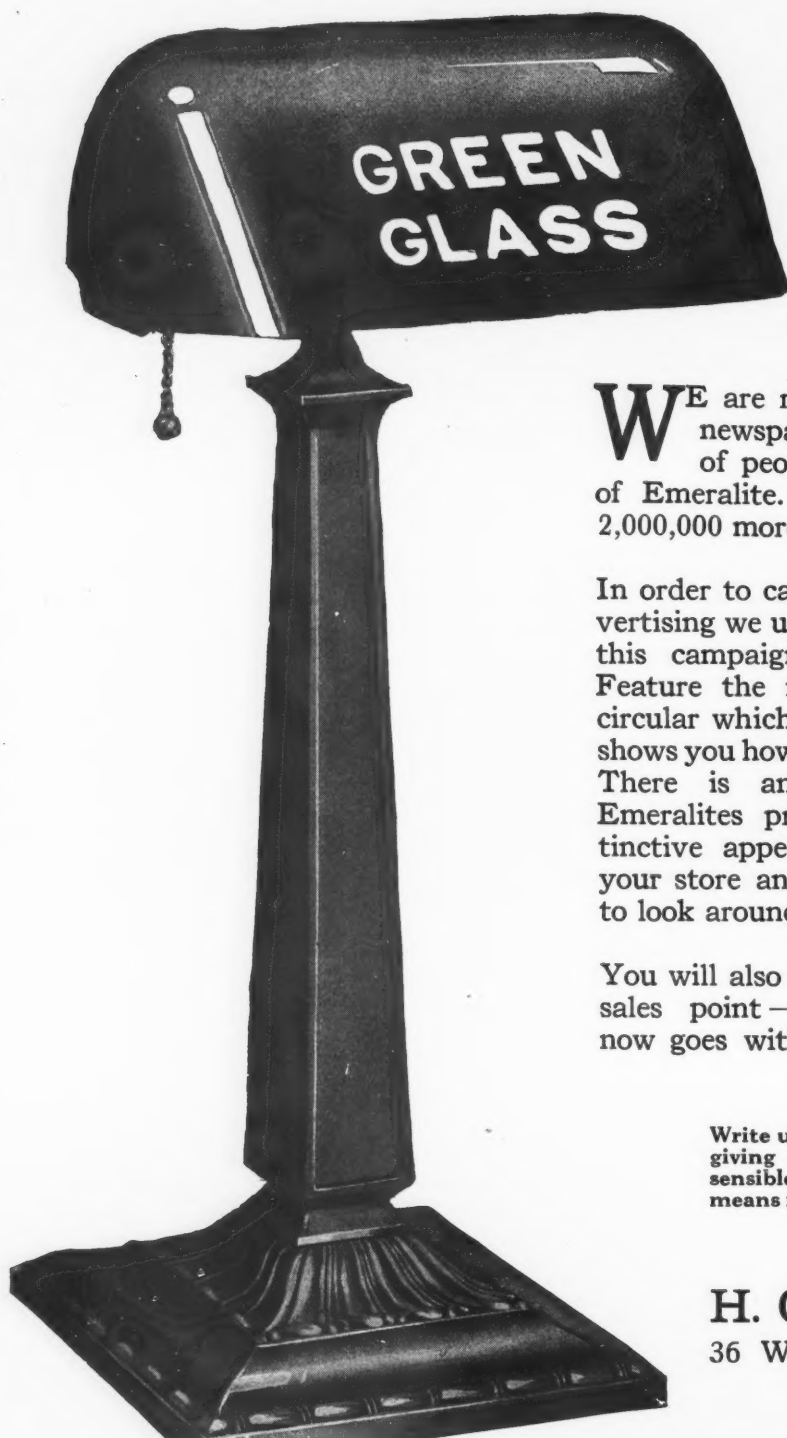 GREEN
GLASS
WE are
newspa
of peo
of Emeralite.
2,000,000 mor
In order to ca
vertising we u
this campaig
Feature the
circular which
shows you how
There is an
Emeralites pr
tinctive appe
your store an
to look around
You will also
sales point —
now goes wit
Write u
giving
sensible
means
H.
36 W